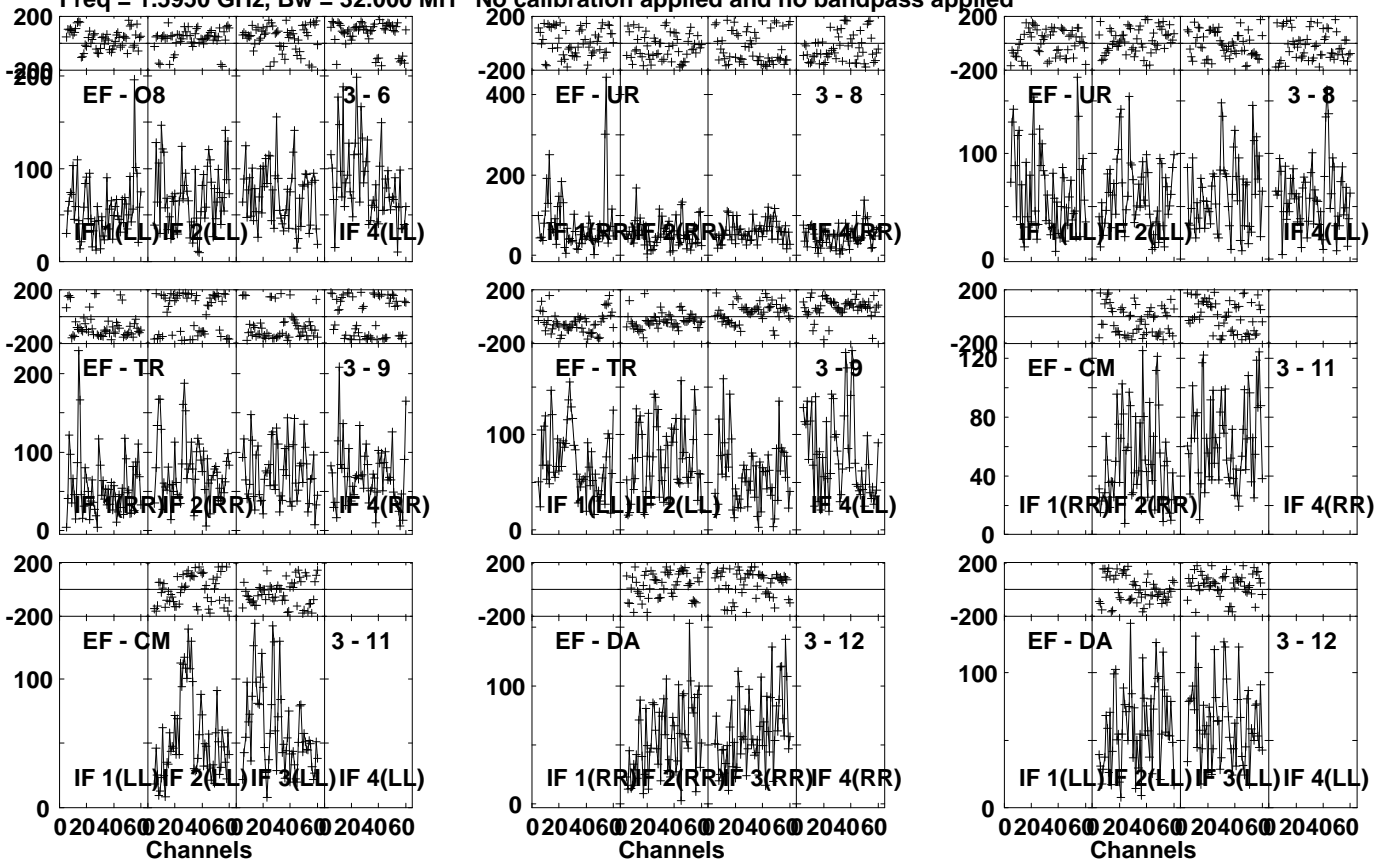 Freq = 1.5950 GHz, Bw = 32.000 MH No calibration applied and no bandpass applied
200
-200
200
100
0
EF - O8
3 - 6
IF 1(LL) IF 2(LL) IF 4(LL)
200
-200
400
200
0
EF - UR
3 - 8
IF 1(RR) IF 2(RR) IF 4(RR)
200
-200
100
0
EF - UR
3 - 8
IF 1(LL) IF 2(LL) IF 4(LL)
200
-200
200
100
0
EF - TR
3 - 9
IF 1(RR) IF 2(RR) IF 4(RR)
200
-200
100
0
EF - TR
3 - 9
IF 1(LL) IF 2(LL) IF 4(LL)
200
-200
120
80
40
0
EF - CM
3 - 11
IF 1(RR) IF 2(RR) IF 4(RR)
200
-200
100
0
EF - CM
3 - 11
IF 1(LL) IF 2(LL) IF 3(LL) IF 4(LL)
0 20 40 60 0 20 40 60 0 20 40 60 0 20 40 60
Channels
200
-200
100
0
EF - DA
3 - 12
IF 1(RR) IF 2(RR) IF 3(RR) IF 4(RR)
0 20 40 60 0 20 40 60 0 20 40 60 0 20 40 60
Channels
200
-200
100
0
EF - DA
3 - 12
IF 1(LL) IF 2(LL) IF 3(LL) IF 4(LL)
0 20 40 60 0 20 40 60 0 20 40 60 0 20 40 60
Channels